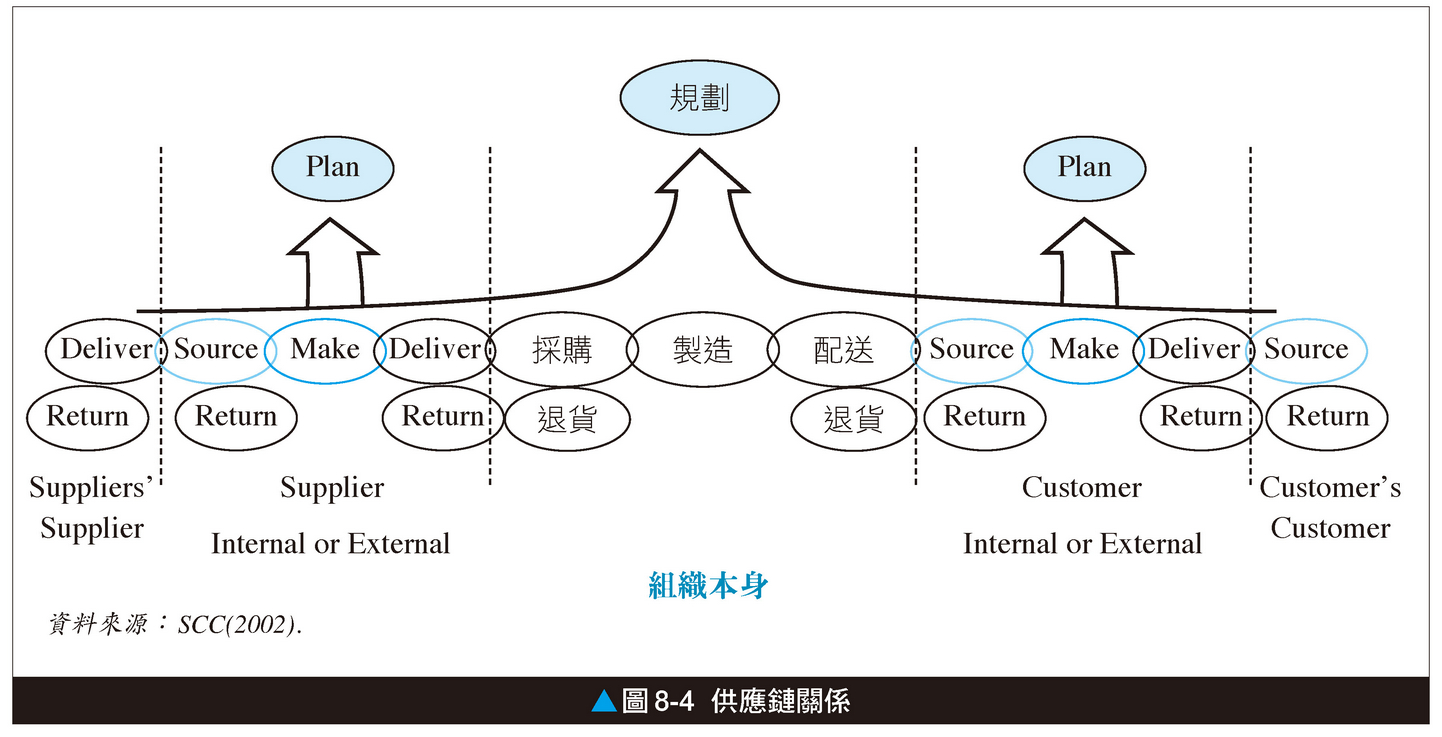 規劃
Plan
Plan
Deliver Source Make Deliver 採購 製造 配送 Source Make Deliver Source
Return Return Return 退貨 退貨 Return Return Return
Suppliers’ Supplier Customer Customer’s
Supplier Customer
Internal or External Internal or External
組織本身
資料來源：SCC(2002).
▲圖 8-4 供應鏈關係